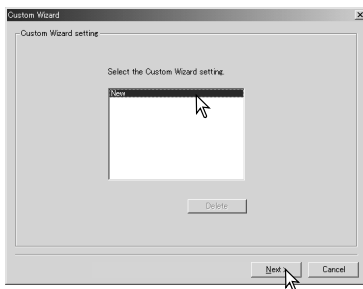 Custom Wizard
Custom Wizard setting
Select the Custom Wizard setting.
New
Delete
Next >
Cancel